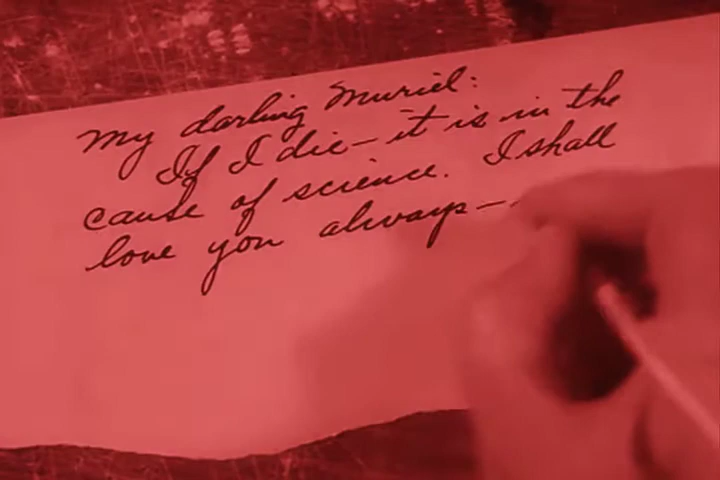 My darling Muriel:
If I die— it is in the
cause of science. I shall
love you always—